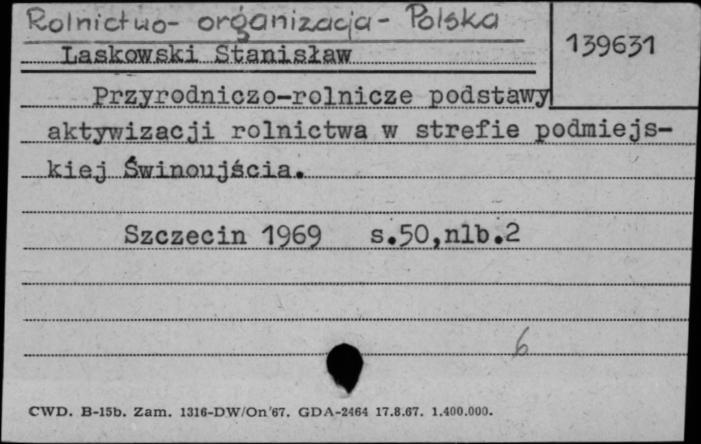 Rolnictwo - organizacja - Polska
139631
Laskowski Stanisław
Przyrodniczo-rolnicze podstawy
aktywizacji rolnictwa w strefie podmiejs-
kiej Świnoujścia.
Szczecin 1969 s.50,nlb.2
6
CWD. B-15b. Zam. 1316-DW/On'67. GDA-2464 17.8.67. 1.400.000.